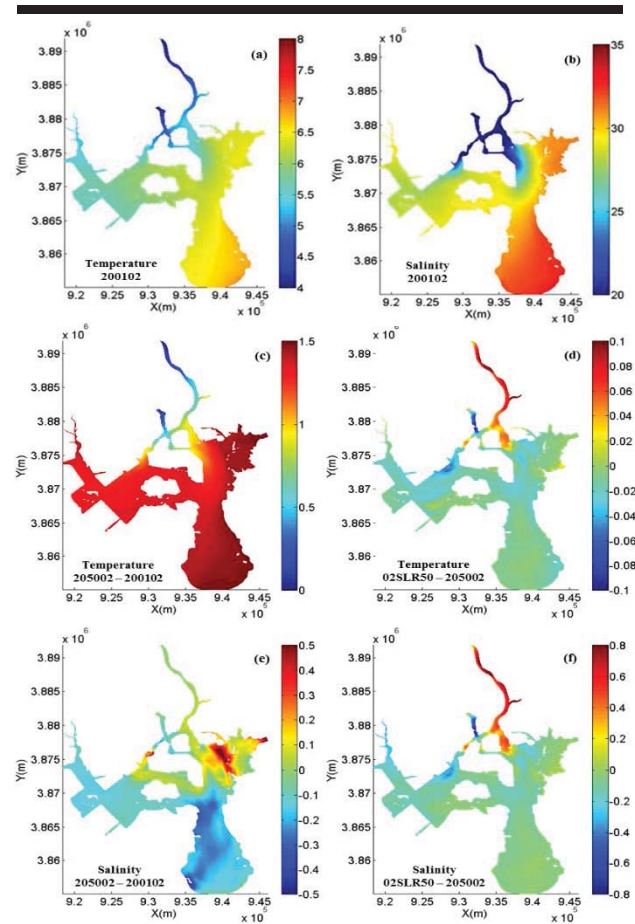 x 10⁶
(a)
3.89
3.885
3.88
3.875
3.87
3.865
3.86
Y(m)
Temperature
200102
9.2 9.25 9.3 9.35 9.4 9.45
X(m)
x 10⁵
8
7.5
7
6.5
6
5.5
5
4.5
4
x 10⁶
(b)
3.89
3.885
3.88
3.875
3.87
3.865
3.86
Y(m)
Salinity
200102
9.2 9.25 9.3 9.35 9.4 9.45
X(m)
x 10⁵
35
30
25
20
x 10⁶
(c)
3.89
3.885
3.88
3.875
3.87
3.865
3.86
Y(m)
Temperature
205002 – 200102
9.2 9.25 9.3 9.35 9.4 9.45
X(m)
x 10⁵
1.5
1
0.5
0
x 10
(d)
3.89
3.885
3.88
3.875
3.87
3.865
3.86
Y(m)
Temperature
02SLR50 – 205002
9.2 9.25 9.3 9.35 9.4 9.45
X(m)
x 10⁵
0.1
0.08
0.06
0.04
0.02
0
-0.02
-0.04
-0.06
-0.08
-0.1
x 10⁶
(e)
3.89
3.885
3.88
3.875
3.87
3.865
3.86
Y(m)
Salinity
205002 – 200102
9.2 9.25 9.3 9.35 9.4 9.45
X(m)
x 10⁵
0.5
0.4
0.3
0.2
0.1
0
-0.1
-0.2
-0.3
-0.4
-0.5
x 10⁶
(f)
3.89
3.885
3.88
3.875
3.87
3.865
3.86
Y(m)
Salinity
02SLR50 – 205002
9.2 9.25 9.3 9.35 9.4 9.45
X(m)
x 10⁵
0.8
0.6
0.4
0.2
0
-0.2
-0.4
-0.6
-0.8